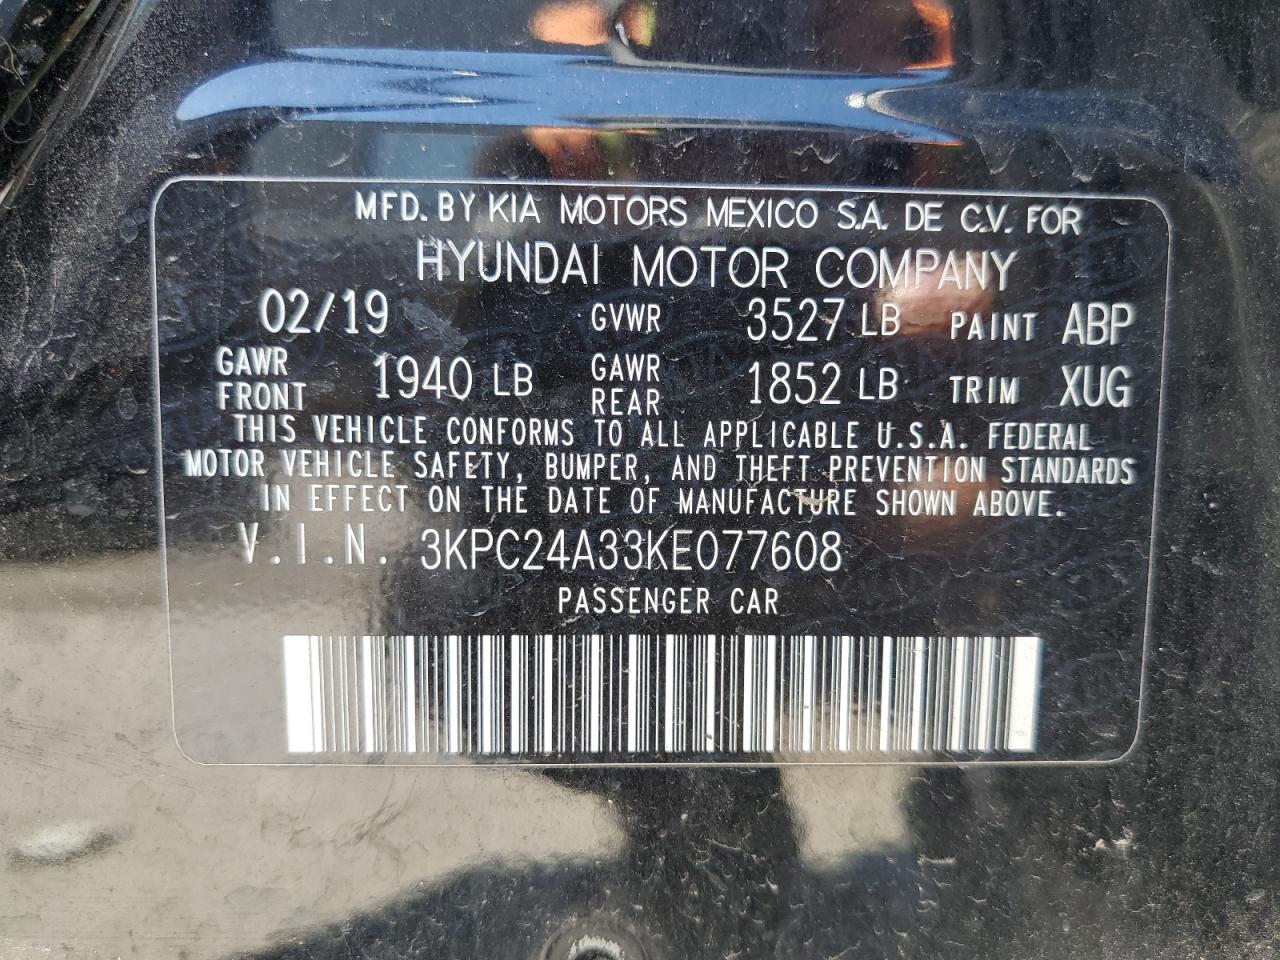 MFD. BY KIA MOTORS MEXICO S.A. DE C.V. FOR
HYUNDAI MOTOR COMPANY
02/19 GVWR 3527 LB PAINT ABP
GAWR FRONT 1940 LB GAWR REAR 1852 LB TRIM XUG
THIS VEHICLE CONFORMS TO ALL APPLICABLE U.S.A. FEDERAL
MOTOR VEHICLE SAFETY, BUMPER, AND THEFT PREVENTION STANDARDS
IN EFFECT ON THE DATE OF MANUFACTURE SHOWN ABOVE.
V.I.N. 3KPC24A33KE077608
PASSENGER CAR